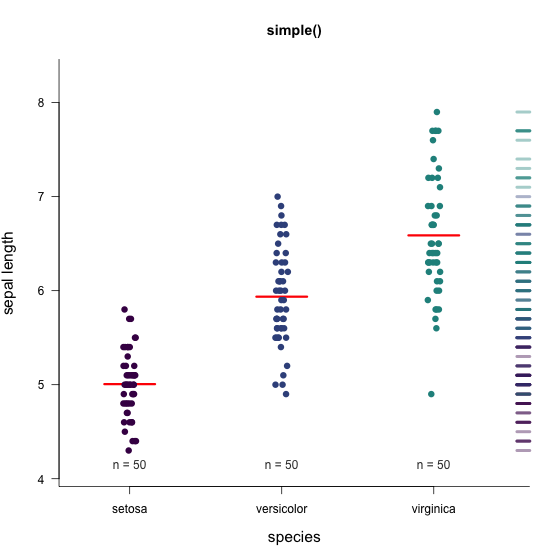 simple()
sepal length
8
7
6
5
4
n = 50 n = 50 n = 50
setosa versicolor virginica
species